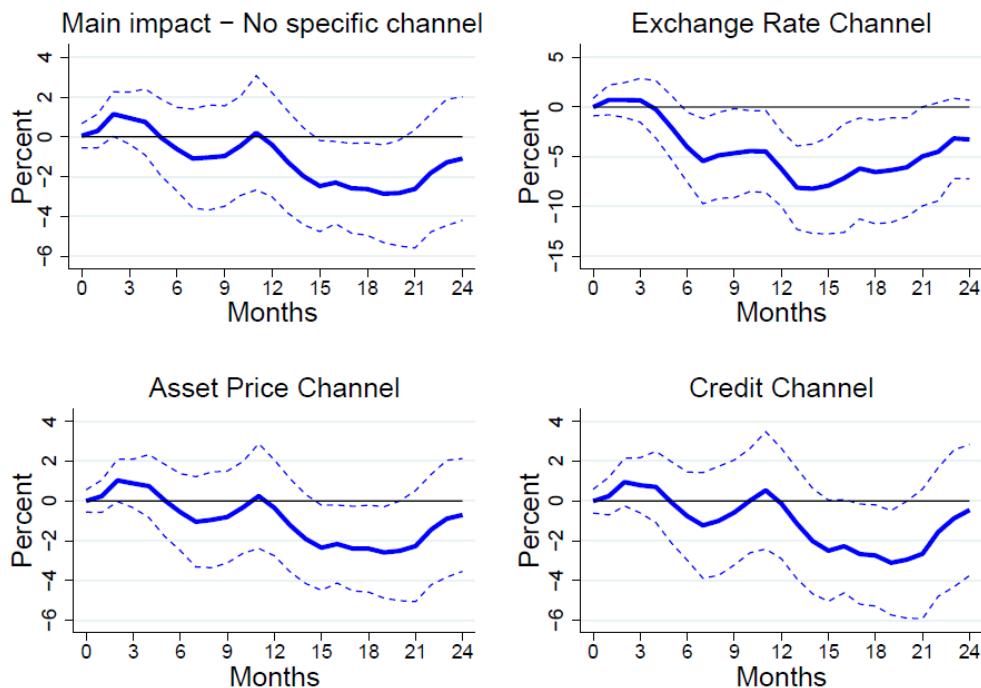 Main impact − No specific channel
Percent
4
2
0
−2
−4
−6
0 3 6 9 12 15 18 21 24
Months
Exchange Rate Channel
Percent
5
0
−5
−10
−15
0 3 6 9 12 15 18 21 24
Months
Asset Price Channel
Percent
4
2
0
−2
−4
−6
0 3 6 9 12 15 18 21 24
Months
Credit Channel
Percent
4
2
0
−2
−4
−6
0 3 6 9 12 15 18 21 24
Months